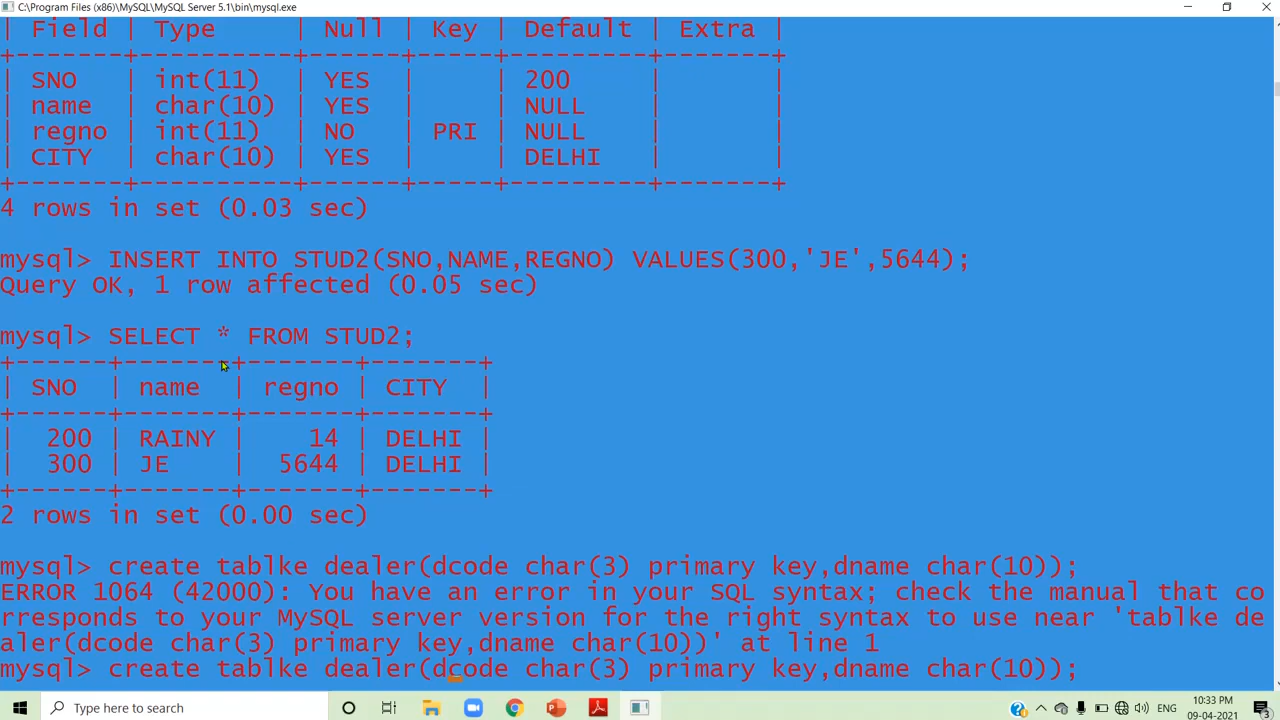 C:\Program Files (x86)\MySQL\MySQL Server 5.1\bin\mysql.exe
| Field | Type | Null | Key | Default | Extra |
+--------+----------+------+-----+---------+-------+
| SNO | int(11) | YES | | 200 | |
| name | char(10) | YES | | NULL | |
| regno | int(11) | NO | PRI | NULL | |
| CITY | char(10) | YES | | DELHI | |
+-------+----------+------+-----+---------+-------+
4 rows in set (0.03 sec)
mysql> INSERT INTO STUD2(SNO,NAME,REGNO) VALUES(300,'JE',5644);
Query OK, 1 row affected (0.05 sec)
mysql> SELECT * FROM STUD2;
+------+-------+-------+-------+
| SNO | name | regno | CITY |
+------+-------+-------+-------+
| 200 | RAINY | 14 | DELHI |
| 300 | JE | 5644 | DELHI |
+------+-------+-------+-------+
2 rows in set (0.00 sec)
mysql> create tablke dealer(dcode char(3) primary key,dname char(10));
ERROR 1064 (42000): You have an error in your SQL syntax; check the manual that co
rresponds to your MySQL server version for the right syntax to use near 'tablke de
aler(dcode char(3) primary key,dname char(10))' at line 1
mysql> create tablke dealer(dcode char(3) primary key,dname char(10));
Type here to search
ENG
10:33 PM
09-04-2021
3